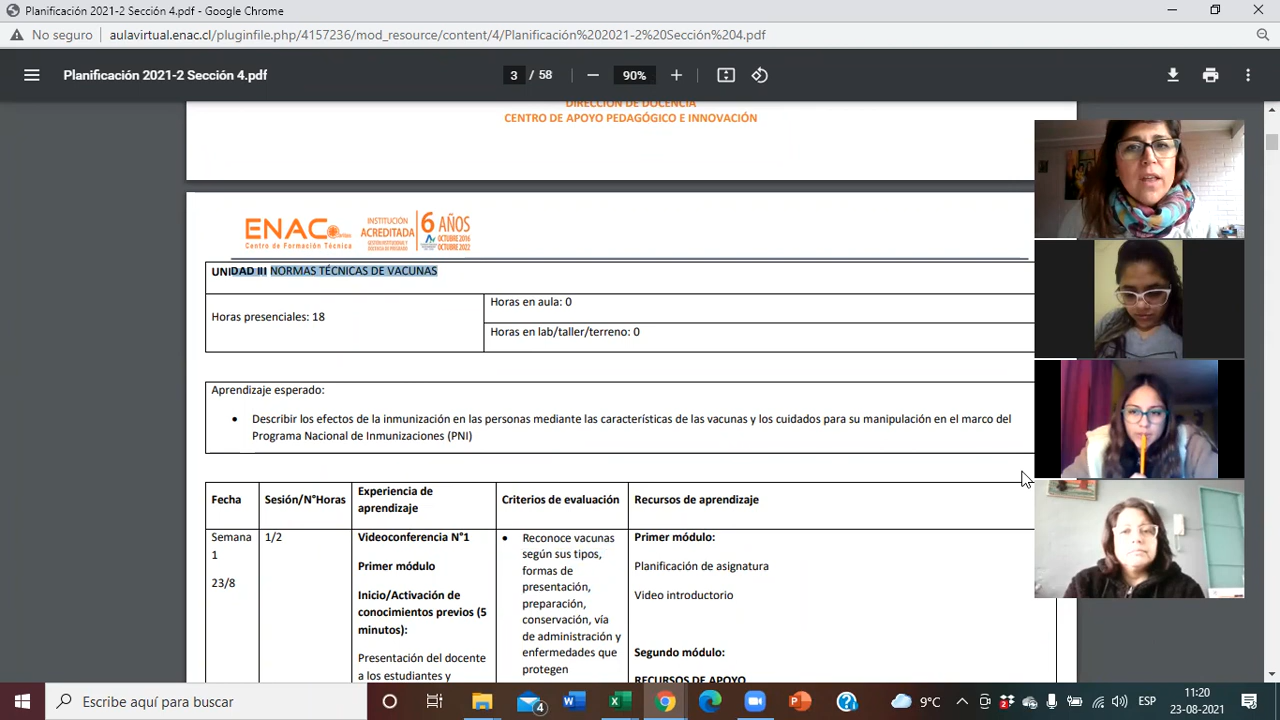 Planificación 2021-2 Sección 4.pdf - Google Chrome
No seguro | aulavirtual.enac.cl/pluginfile.php/4157236/mod_resource/content/4/Planificación%202021-2%20Sección%204.pdf
Planificación 2021-2 Sección 4.pdf
3 / 58
90%
DIRECCIÓN DE DOCENCIA
CENTRO DE APOYO PEDAGÓGICO E INNOVACIÓN
ENAC
Centro de Formación Técnica
INSTITUCIÓN
ACREDITADA
GESTIÓN INSTITUCIONAL
DOCENCIA DE PREGRADO
6 AÑOS
OCTUBRE 2016
OCTUBRE 2022
UNIDAD III NORMAS TÉCNICAS DE VACUNAS
Horas presenciales: 18
Horas en aula: 0
Horas en lab/taller/terreno: 0
Aprendizaje esperado:
• Describir los efectos de la inmunización en las personas mediante las características de las vacunas y los cuidados para su manipulación en el marco del
Programa Nacional de Inmunizaciones (PNI)
Fecha
Sesión/N°Horas
Experiencia de
aprendizaje
Criterios de evaluación
Recursos de aprendizaje
Semana
1
23/8
1/2
Videoconferencia N°1
Primer módulo
Inicio/Activación de
conocimientos previos (5
minutos):
Presentación del docente
a los estudiantes y
• Reconoce vacunas
según sus tipos,
formas de
presentación,
preparación,
conservación, vía
de administración y
enfermedades que
protegen
Primer módulo:
Planificación de asignatura
Video introductorio
Segundo módulo:
RECURSOS DE APOYO
Escribe aquí para buscar
4
9°C
2
ESP
11:20
23-08-2021